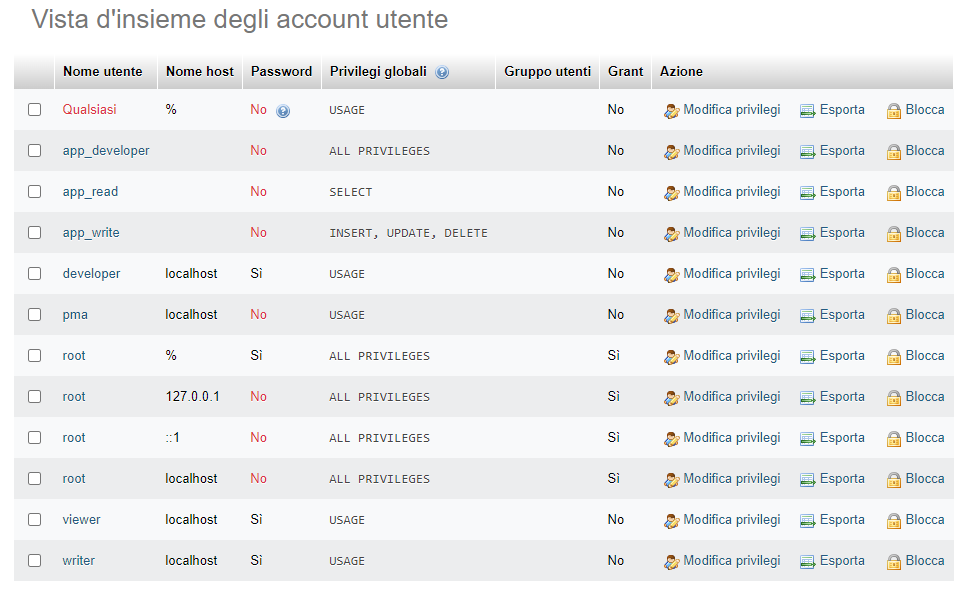 Vista d'insieme degli account utente
Nome utente Nome host Password Privilegi globali Gruppo utenti Grant Azione
Qualsiasi % No USAGE No Modifica privilegi Esporta Blocca
app_developer No ALL PRIVILEGES No Modifica privilegi Esporta Blocca
app_read No SELECT No Modifica privilegi Esporta Blocca
app_write No INSERT, UPDATE, DELETE No Modifica privilegi Esporta Blocca
developer localhost Sì USAGE No Modifica privilegi Esporta Blocca
pma localhost No USAGE No Modifica privilegi Esporta Blocca
root % Sì ALL PRIVILEGES Sì Modifica privilegi Esporta Blocca
root 127.0.0.1 No ALL PRIVILEGES Sì Modifica privilegi Esporta Blocca
root ::1 No ALL PRIVILEGES Sì Modifica privilegi Esporta Blocca
root localhost No ALL PRIVILEGES Sì Modifica privilegi Esporta Blocca
viewer localhost Sì USAGE No Modifica privilegi Esporta Blocca
writer localhost Sì USAGE No Modifica privilegi Esporta Blocca